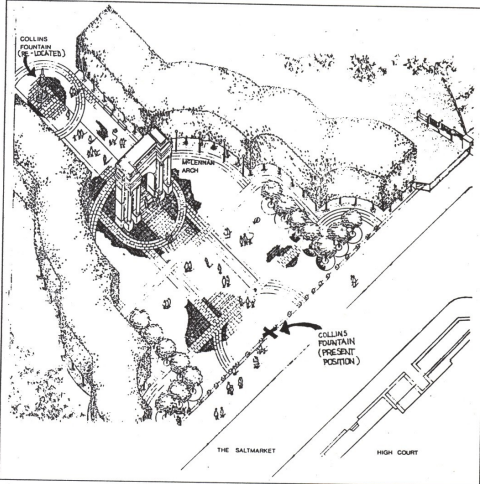 COLLINS
FOUNTAIN
(RE-LOCATED)
McLENNAN
ARCH
COLLINS
FOUNTAIN
(PRESENT
POSITION)
THE SALTMARKET
HIGH COURT